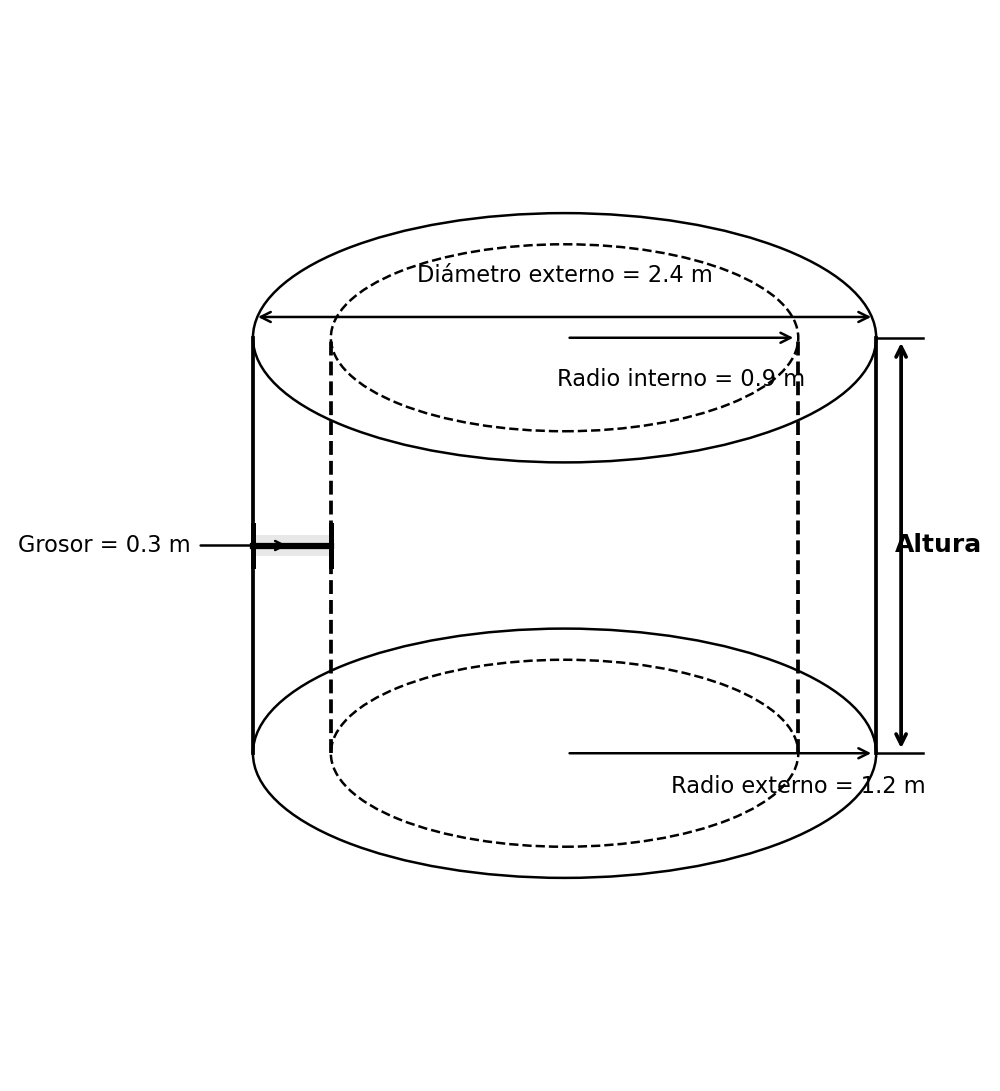 Diámetro externo = 2.4 m
Radio interno = 0.9 m
Grosor = 0.3 m
Altura
Radio externo = 1.2 m